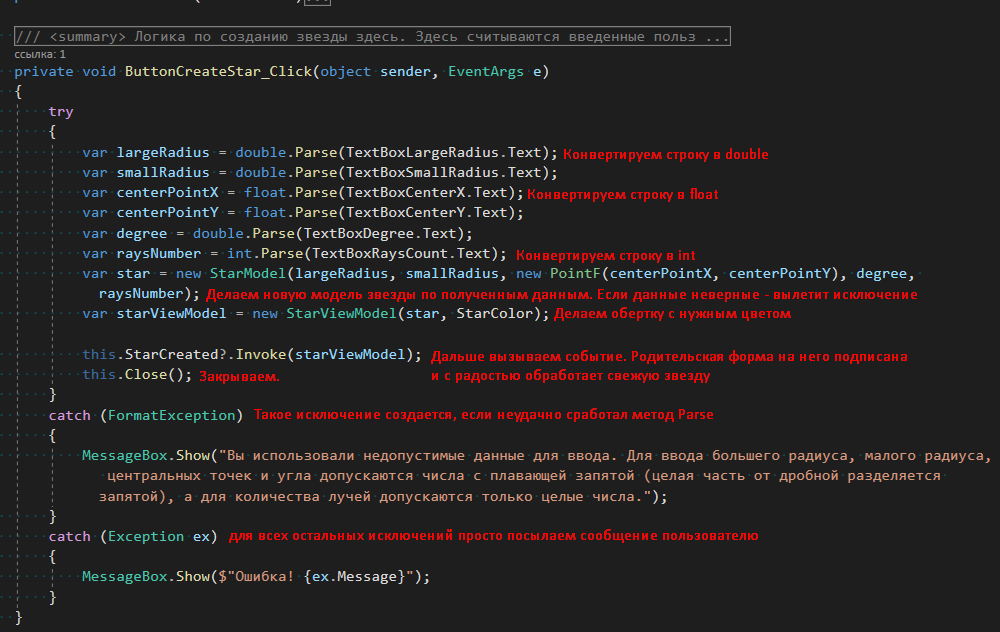 /// <summary> Логика по созданию звезды здесь. Здесь считываются введенные польз ...
ссылка: 1
private void ButtonCreateStar_Click(object sender, EventArgs e)
{
try
{
var largeRadius = double.Parse(TextBoxLargeRadius.Text); Конвертируем строку в double
var smallRadius = double.Parse(TextBoxSmallRadius.Text);
var centerPointX = float.Parse(TextBoxCenterX.Text); Конвертируем строку в float
var centerPointY = float.Parse(TextBoxCenterY.Text);
var degree = double.Parse(TextBoxDegree.Text);
var raysNumber = int.Parse(TextBoxRaysCount.Text); Конвертируем строку в int
var star = new StarModel(largeRadius, smallRadius, new PointF(centerPointX, centerPointY), degree,
raysNumber); Делаем новую модель звезды по полученным данным. Если данные неверные - вылетит исключение
var starViewModel = new StarViewModel(star, StarColor); Делаем обертку с нужным цветом
this.StarCreated?.Invoke(starViewModel); Дальше вызываем событие. Родительская форма на него подписана
this.Close(); Закрываем. и с радостью обработает свежую звезду
}
catch (FormatException) Такое исключение создается, если неудачно сработал метод Parse
{
MessageBox.Show("Вы использовали недопустимые данные для ввода. Для ввода большего радиуса, малого радиуса,
центральных точек и угла допускаются числа с плавающей запятой (целая часть от дробной разделяется
запятой), а для количества лучей допускаются только целые числа.");
}
catch (Exception ex) для всех остальных исключений просто посылаем сообщение пользователю
{
MessageBox.Show($"Ошибка! {ex.Message}");
}
}